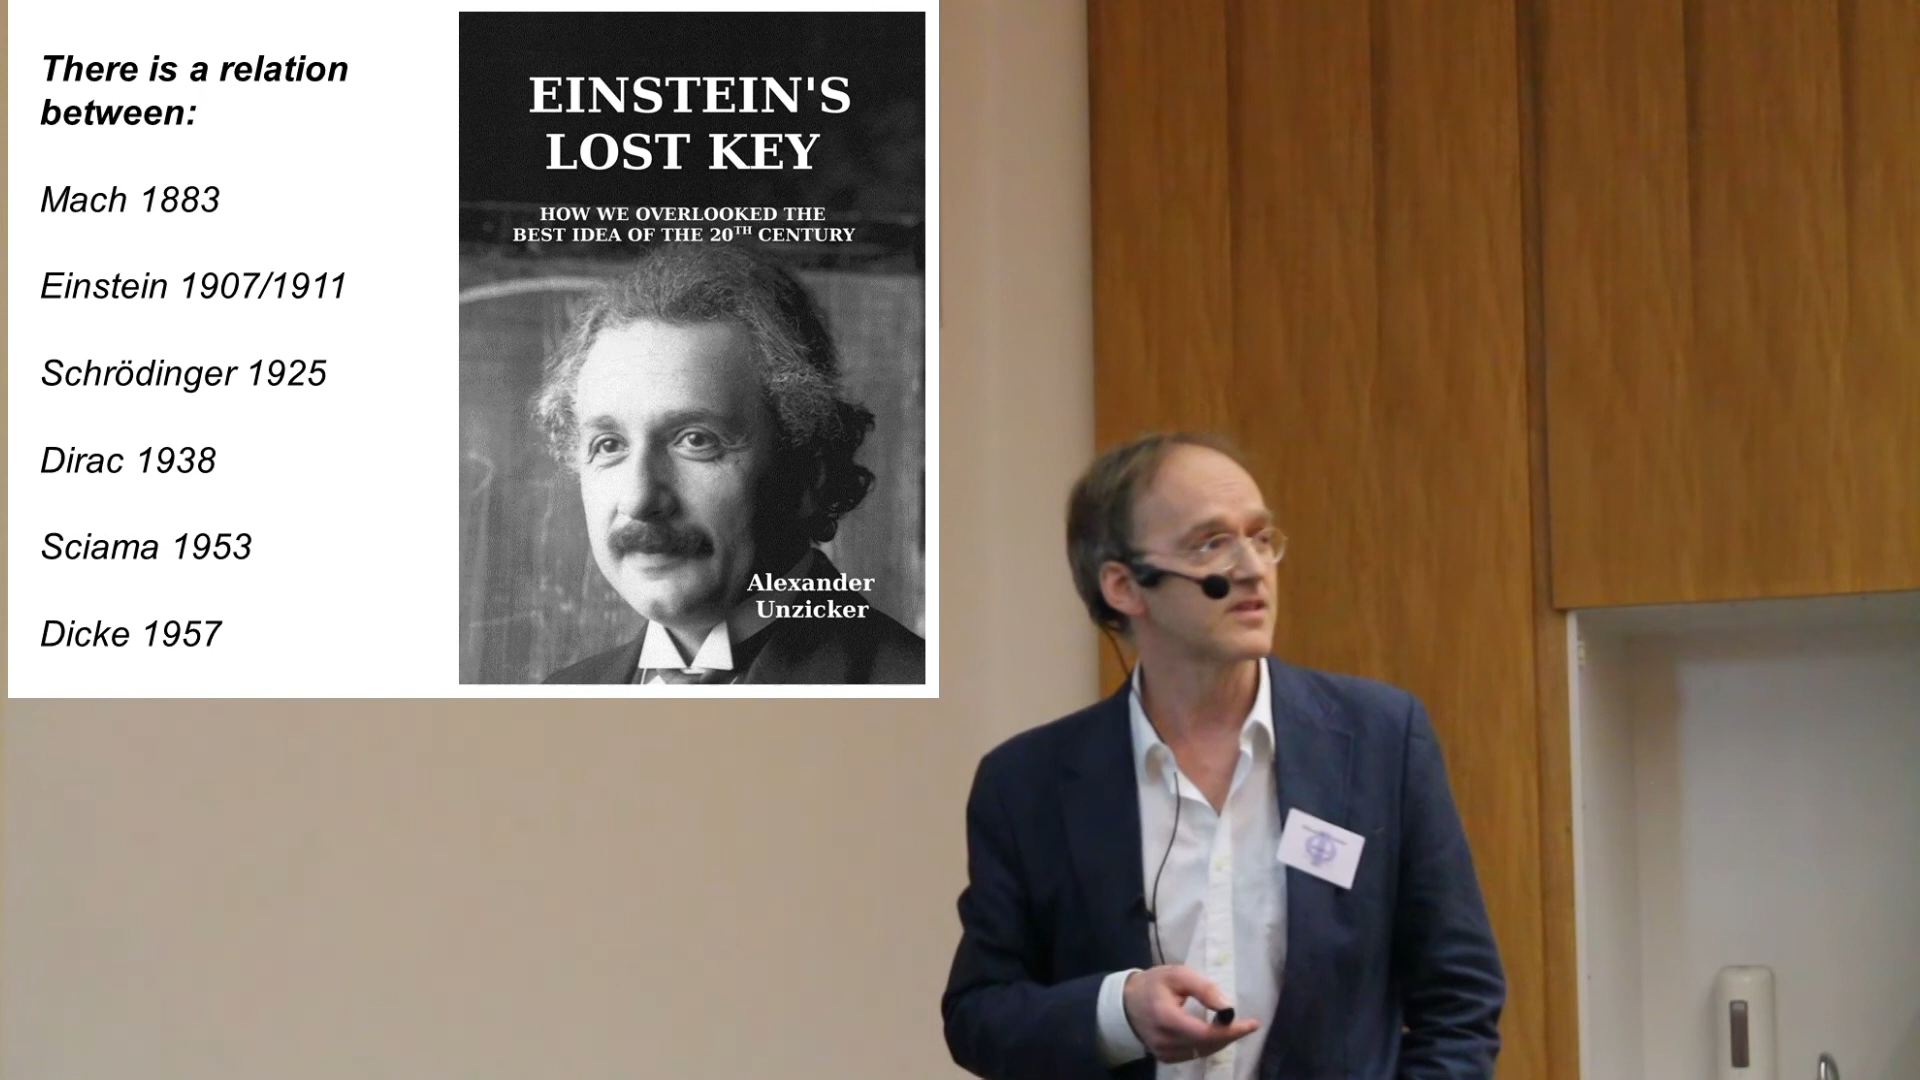 There is a relation
between:
Mach 1883
Einstein 1907/1911
Schrödinger 1925
Dirac 1938
Sciama 1953
Dicke 1957
EINSTEIN'S
LOST KEY
HOW WE OVERLOOKED THE
BEST IDEA OF THE 20TH CENTURY
Alexander
Unzicker